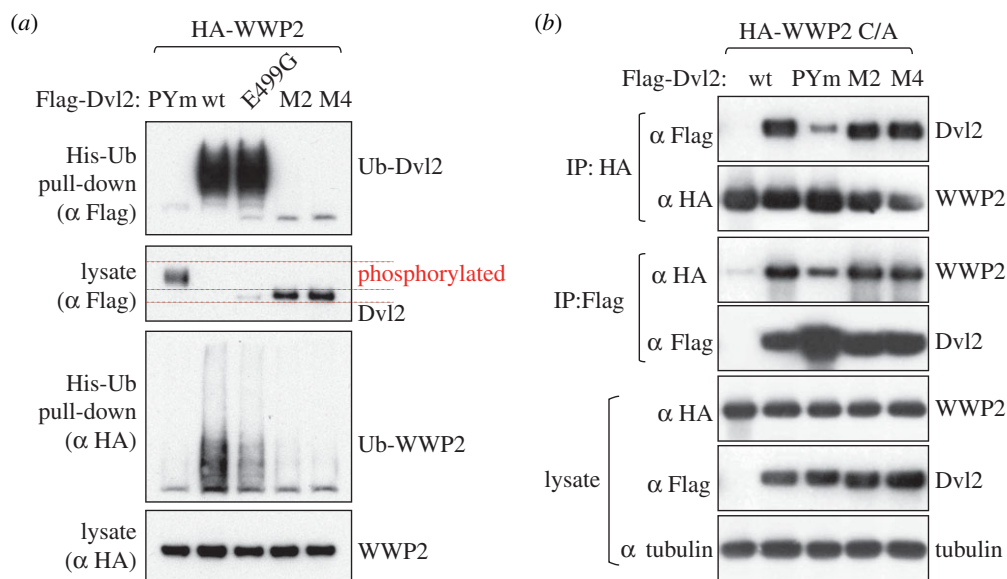 (a)
HA-WWP2
Flag-Dvl2: PYm wt E499G M2 M4
His-Ub
pull-down
(α Flag)
Ub-Dvl2
lysate
(α Flag)
phosphorylated
Dvl2
His-Ub
pull-down
(α HA)
Ub-WWP2
lysate
(α HA)
WWP2
(b)
HA-WWP2 C/A
Flag-Dvl2: wt PYm M2 M4
IP: HA
α Flag
Dvl2
α HA
WWP2
IP:Flag
α HA
WWP2
α Flag
Dvl2
lysate
α HA
WWP2
α Flag
Dvl2
α tubulin
tubulin